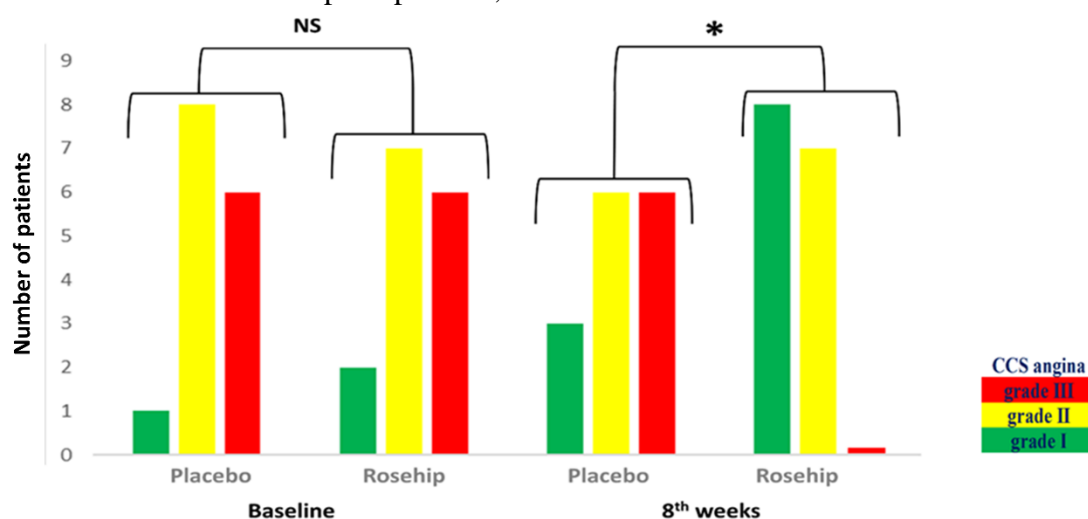 NS
*
Number of patients
9
8
7
6
5
4
3
2
1
0
Placebo Rosehip Placebo Rosehip
Baseline 8th weeks
CCS angina
grade III
grade II
grade I